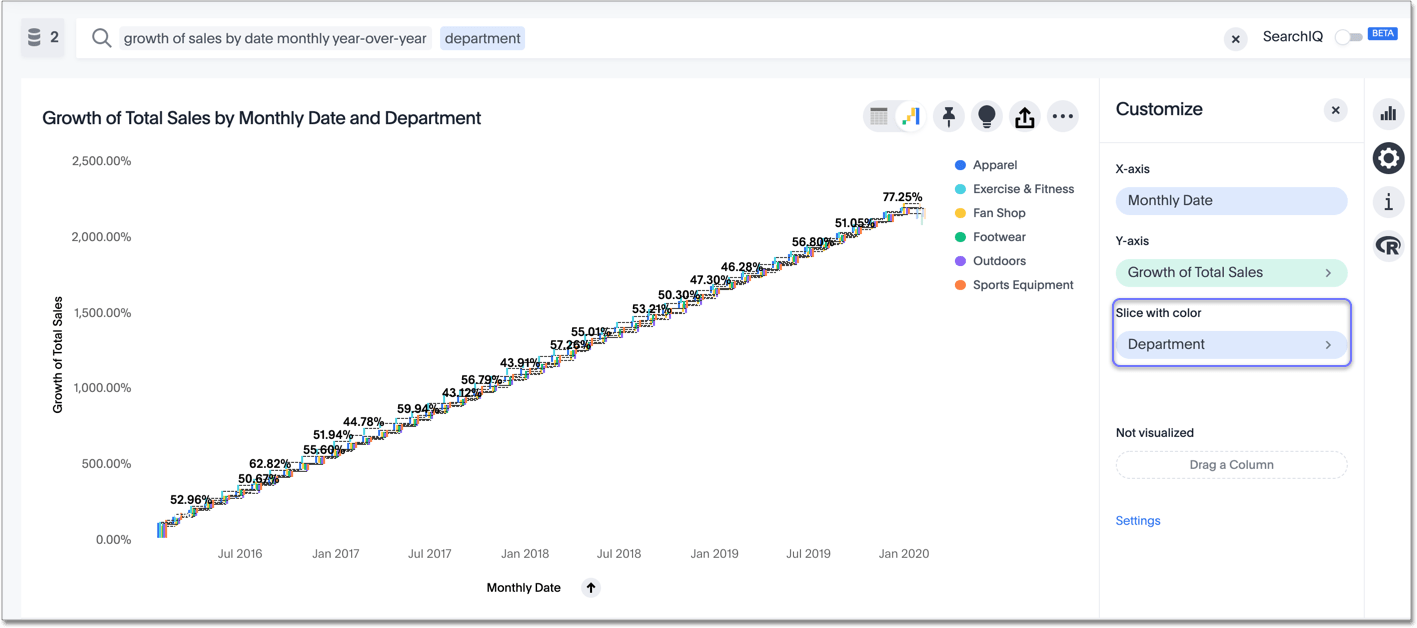 2
growth of sales by date monthly year-over-year department
SearchIQ BETA
Growth of Total Sales by Monthly Date and Department
2,500.00%
2,000.00%
1,500.00%
1,000.00%
500.00%
0.00%
Growth of Total Sales
52.96%
50.67%
62.82%
55.60%
51.94%
44.78%
59.94%
43.12%
56.79%
43.91%
57.26%
55.01%
53.21%
50.30%
47.30%
46.28%
56.80%
51.05%
77.25%
Jul 2016 Jan 2017 Jul 2017 Jan 2018 Jul 2018 Jan 2019 Jul 2019 Jan 2020
Monthly Date
Apparel
Exercise & Fitness
Fan Shop
Footwear
Outdoors
Sports Equipment
Customize
X-axis
Monthly Date
Y-axis
Growth of Total Sales
Slice with color
Department
Not visualized
Drag a Column
Settings
i
R